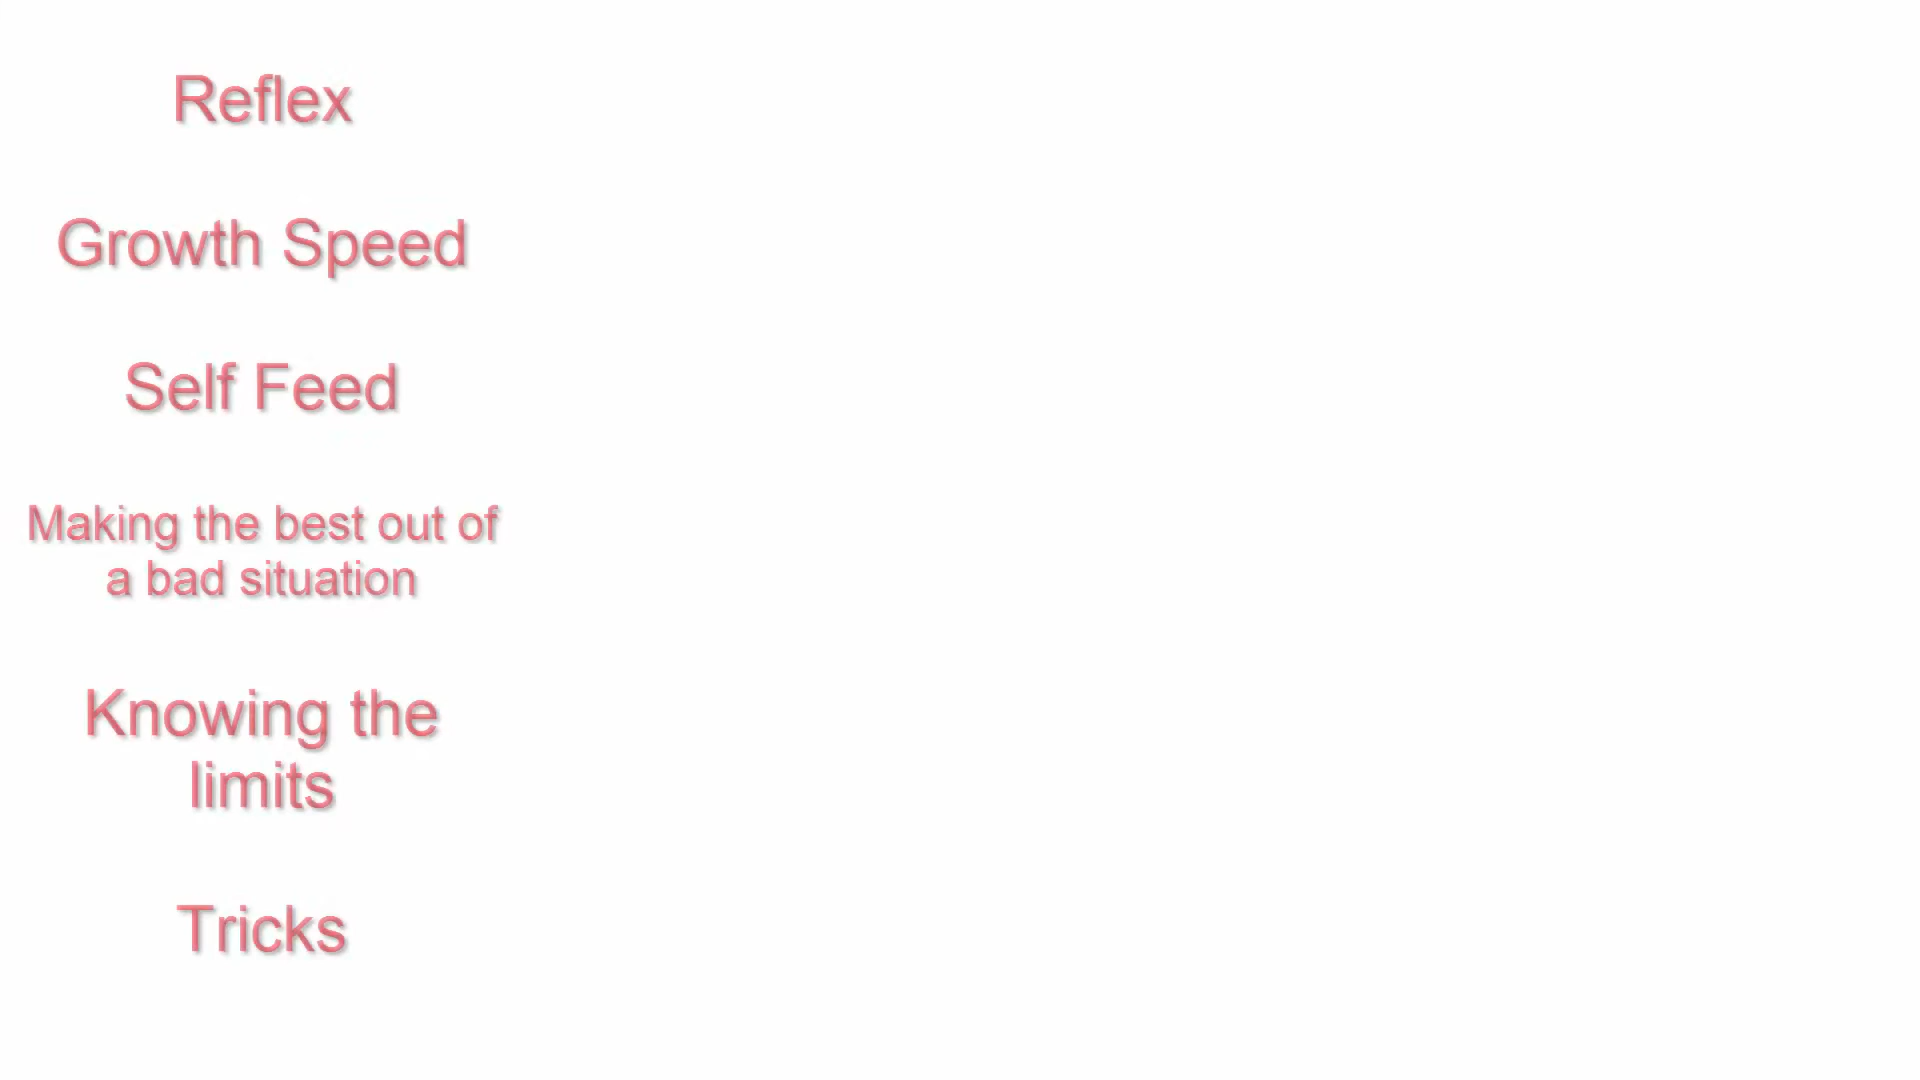 Reflex
Growth Speed
Self Feed
Making the best out of
a bad situation
Knowing the
limits
Tricks